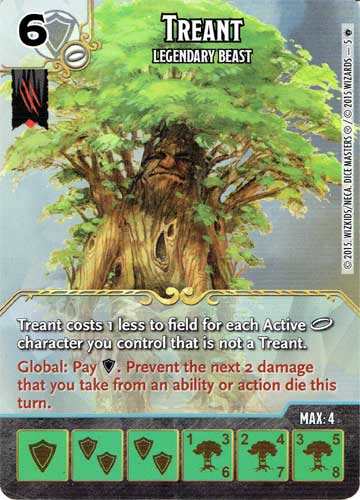 6
TREANT
LEGENDARY BEAST
© 2015 WIZKIDS/NECA. DICE MASTERS © / © 2015 WIZARDS — 5
Treant costs 1 less to field for each Active
character you control that is not a Treant.
Global: Pay . Prevent the next 2 damage
that you take from an ability or action die this
turn.
MAX: 4
1 3
6
2 4
7
3 5
8